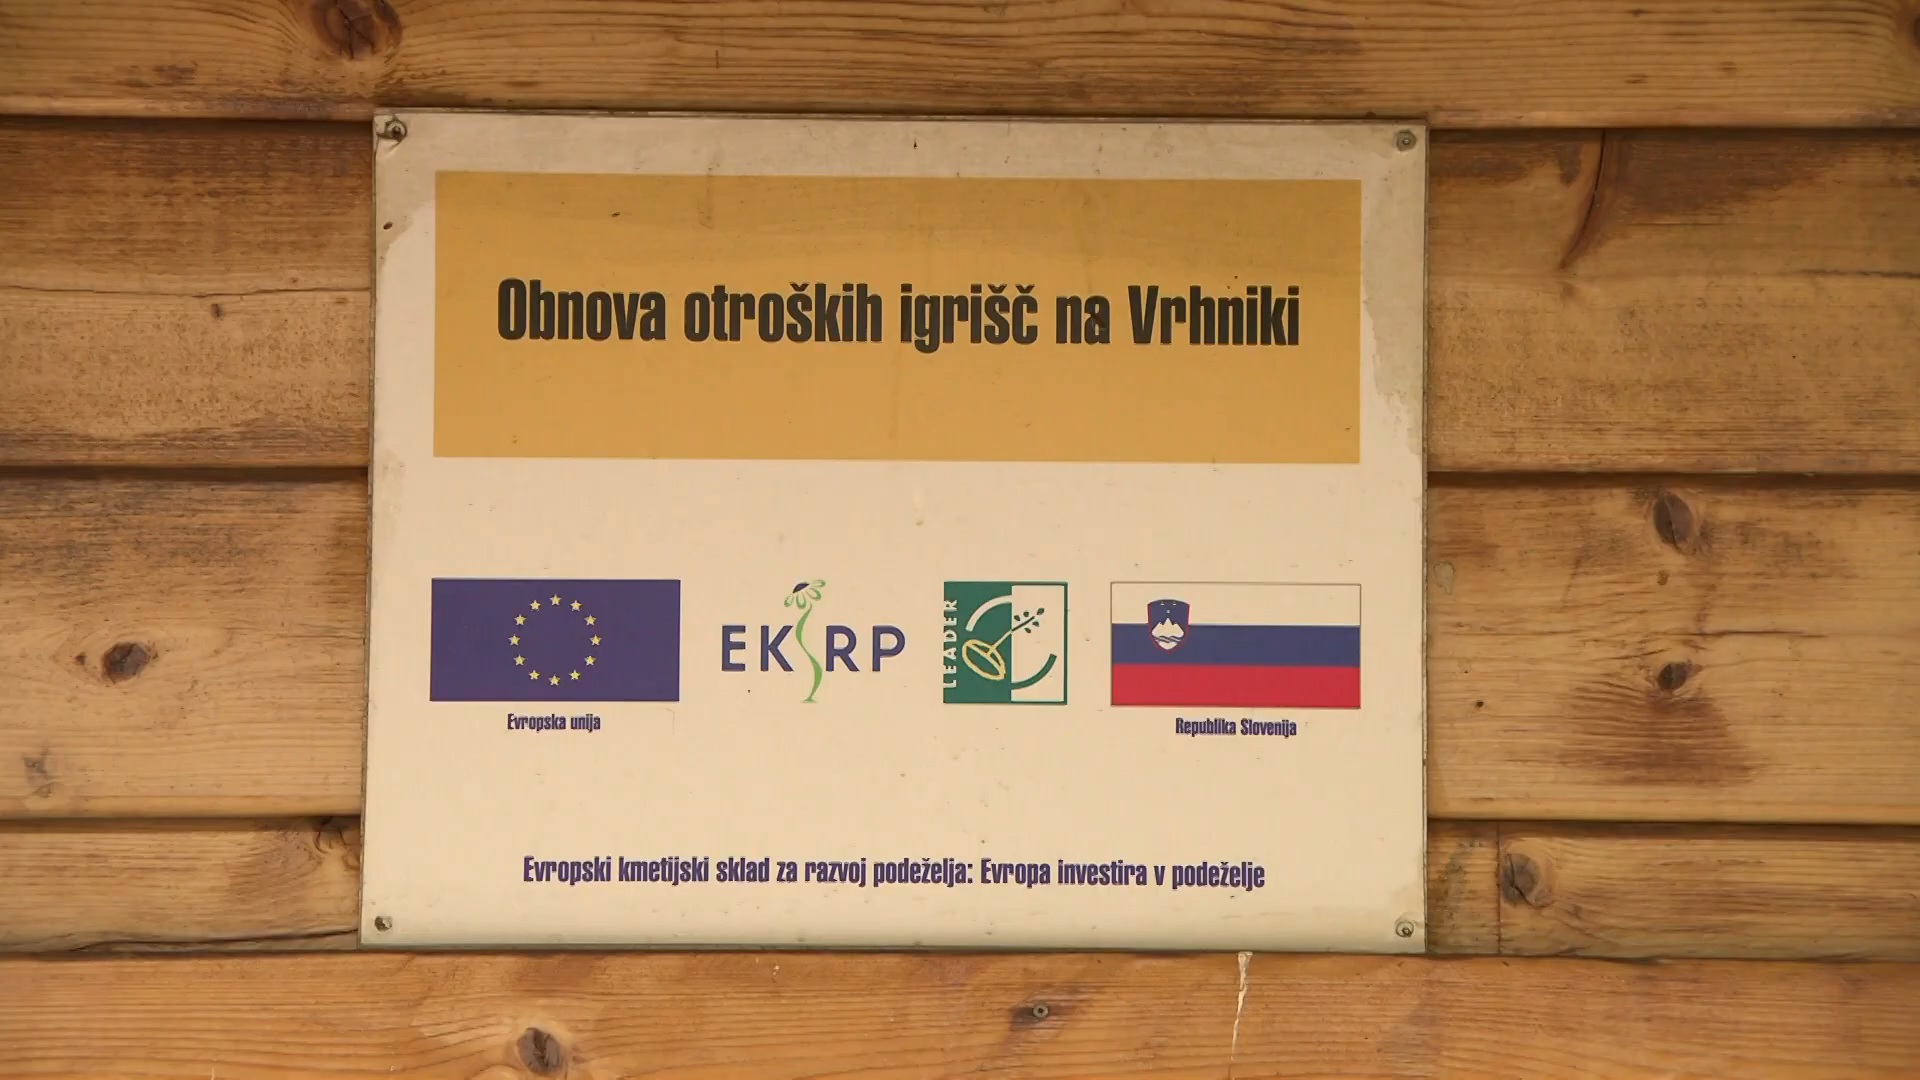 Obnova otroških igrišč na Vrhniki
EKSRP
LEADER
Evropska unija
Republika Slovenija
Evropski kmetijski sklad za razvoj podeželja: Evropa investira v podeželje